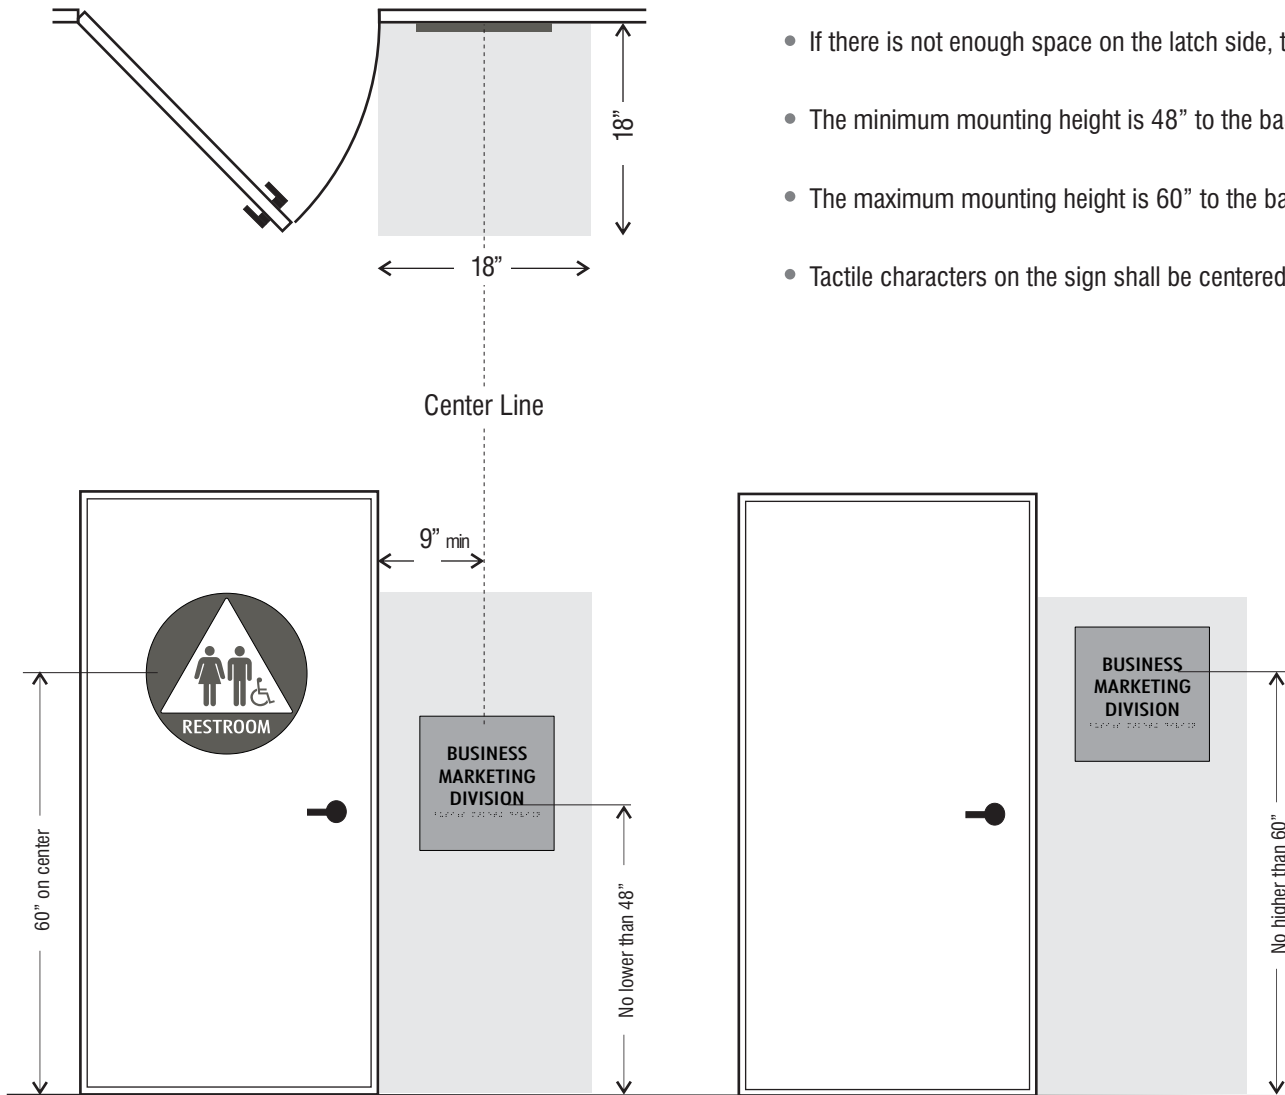 18”
18”
• If there is not enough space on the latch side, t
• The minimum mounting height is 48” to the ba
• The maximum mounting height is 60” to the ba
• Tactile characters on the sign shall be centered
Center Line
9” min
RESTROOM
BUSINESS
MARKETING
DIVISION
60” on center
No lower than 48”
BUSINESS
MARKETING
DIVISION
No higher than 60”